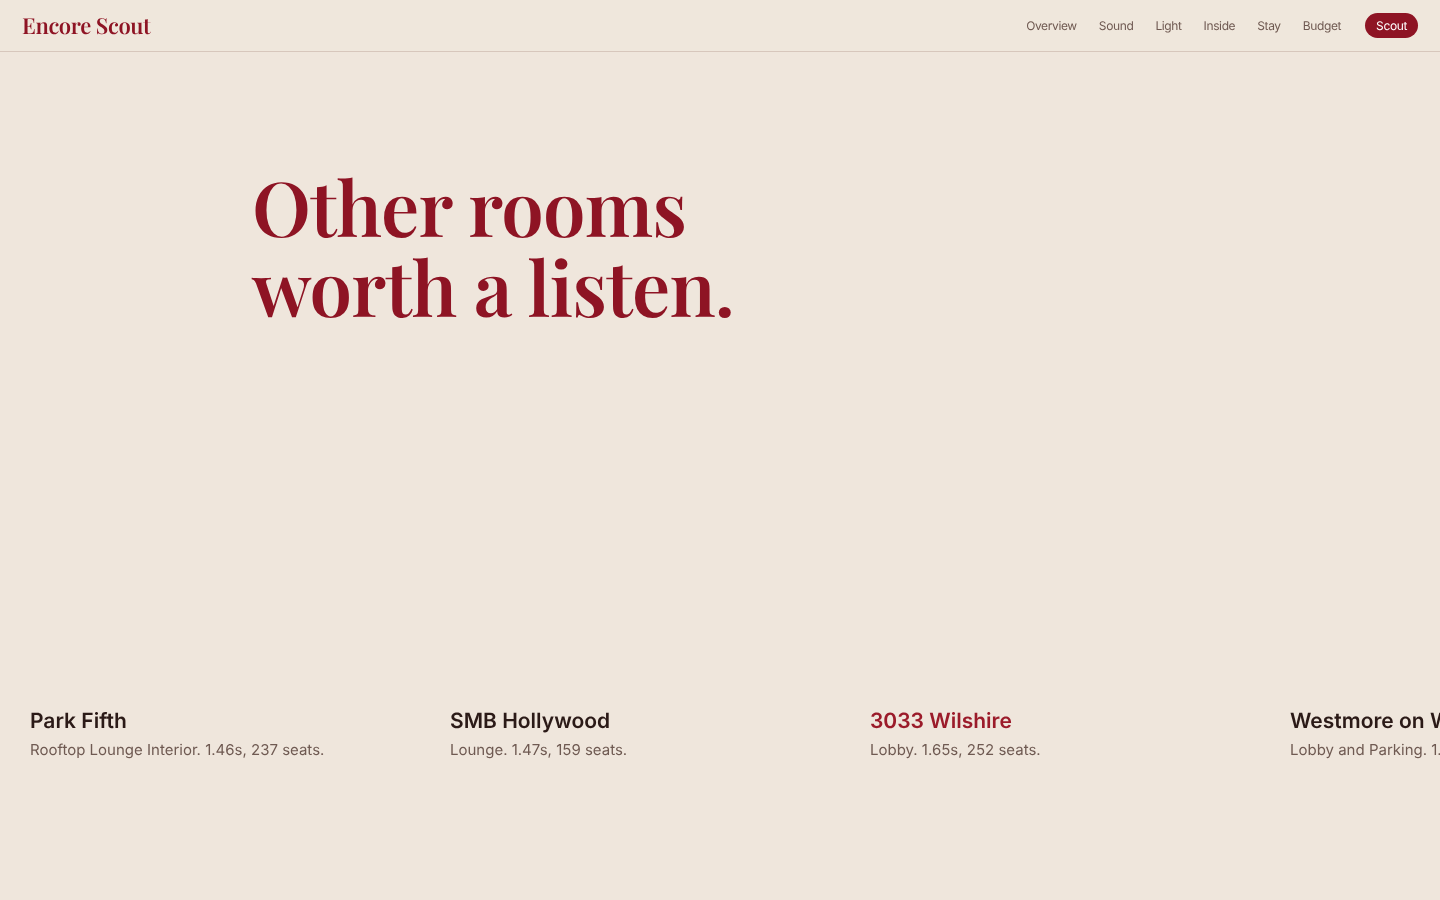 Encore Scout
Overview Sound Light Inside Stay Budget Scout
Other rooms
worth a listen.
Park Fifth
Rooftop Lounge Interior. 1.46s, 237 seats.
SMB Hollywood
Lounge. 1.47s, 159 seats.
3033 Wilshire
Lobby. 1.65s, 252 seats.
Westmore on
Lobby and Parking.